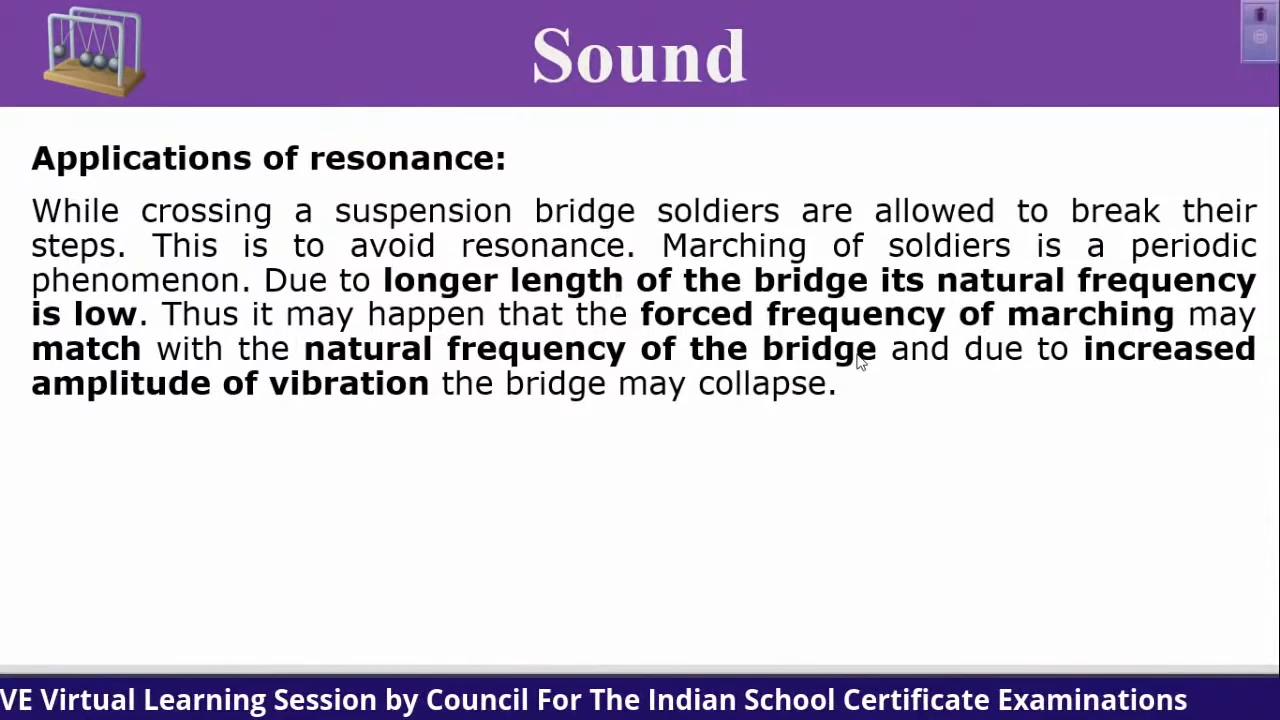 Sound
Applications of resonance:
While crossing a suspension bridge soldiers are allowed to break their
steps. This is to avoid resonance. Marching of soldiers is a periodic
phenomenon. Due to longer length of the bridge its natural frequency
is low. Thus it may happen that the forced frequency of marching may
match with the natural frequency of the bridge and due to increased
amplitude of vibration the bridge may collapse.
VE Virtual Learning Session by Council For The Indian School Certificate Examinations